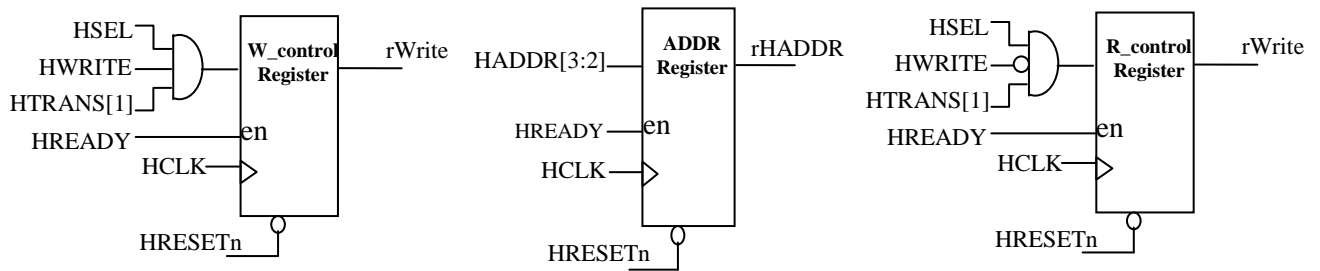 HSEL
HWRITE
HTRANS[1]
HREADY
HCLK
HRESETn
W_control
Register
en
rWrite
HADDR[3:2]
HREADY
HCLK
HRESETn
ADDR
Register
en
rHADDR
HSEL
HWRITE
HTRANS[1]
HREADY
HCLK
HRESETn
R_control
Register
en
rWrite